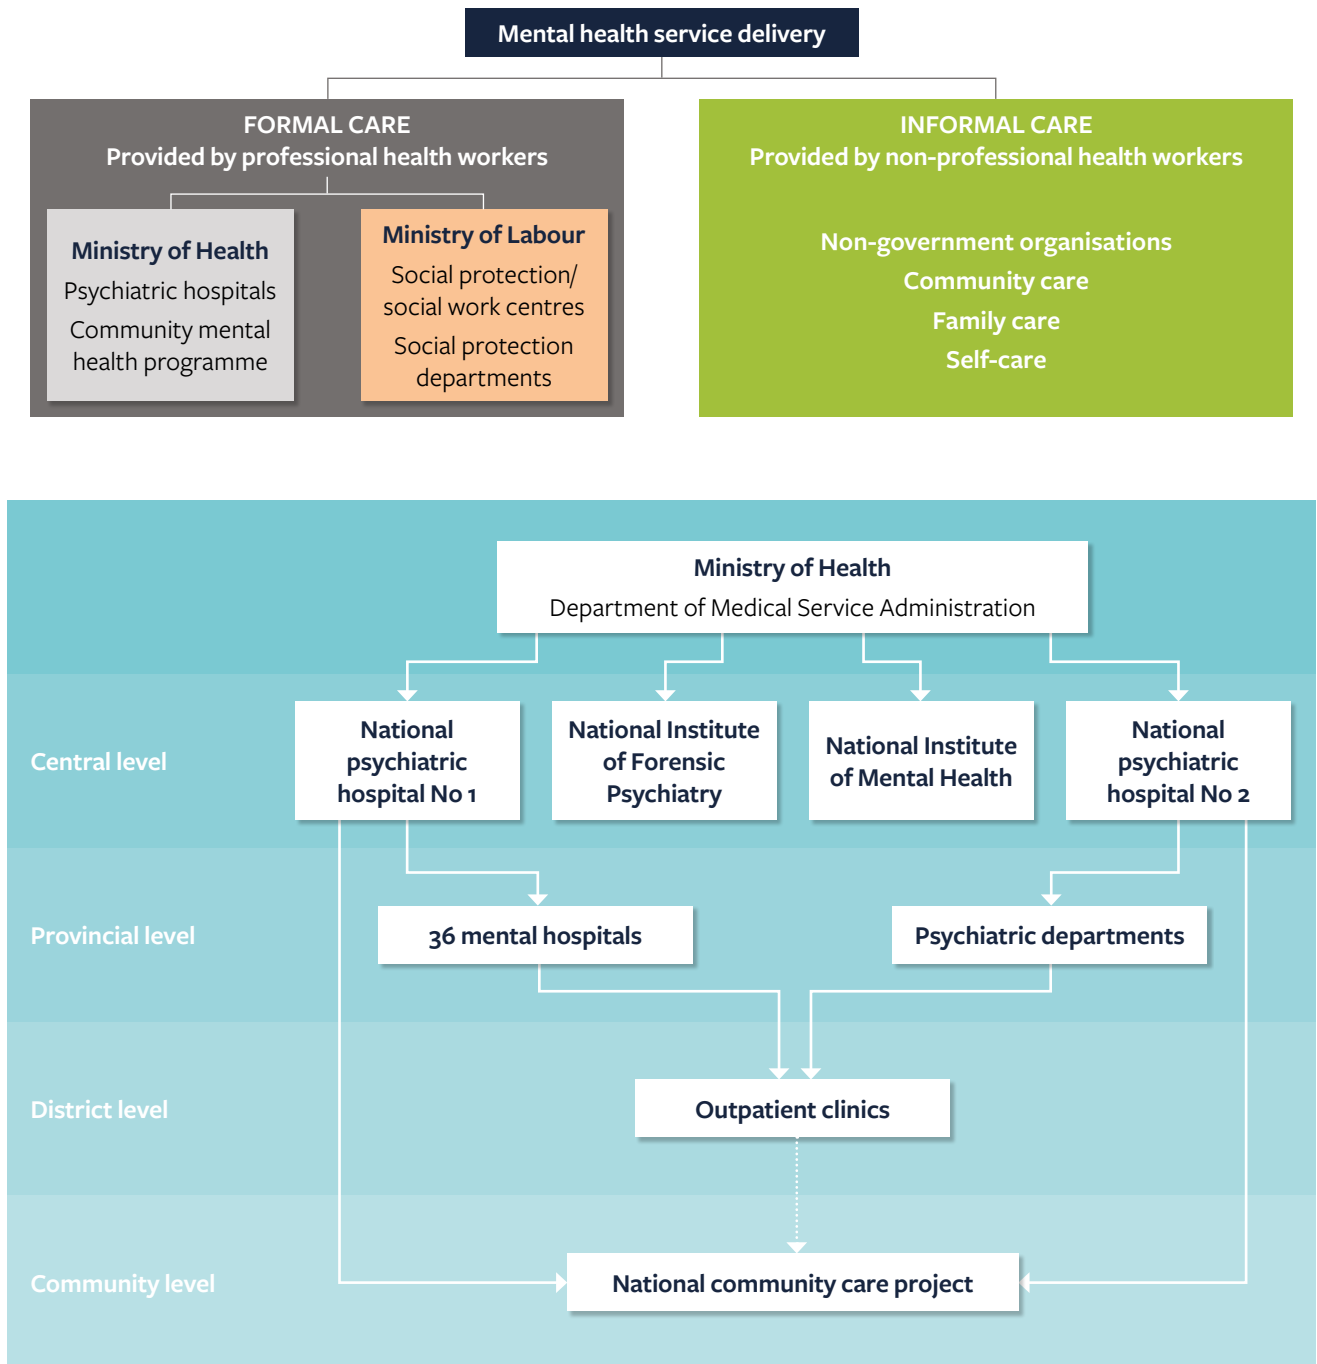 Mental health service delivery
FORMAL CARE
Provided by professional health workers
Ministry of Health
Psychiatric hospitals
Community mental
health programme
Ministry of Labour
Social protection/
social work centres
Social protection
departments
INFORMAL CARE
Provided by non-professional health workers
Non-government organisations
Community care
Family care
Self-care
Ministry of Health
Department of Medical Service Administration
Central level
National
psychiatric
hospital No 1
National Institute
of Forensic
Psychiatry
National Institute
of Mental Health
National
psychiatric
hospital No 2
Provincial level
36 mental hospitals
Psychiatric departments
District level
Outpatient clinics
Community level
National community care project